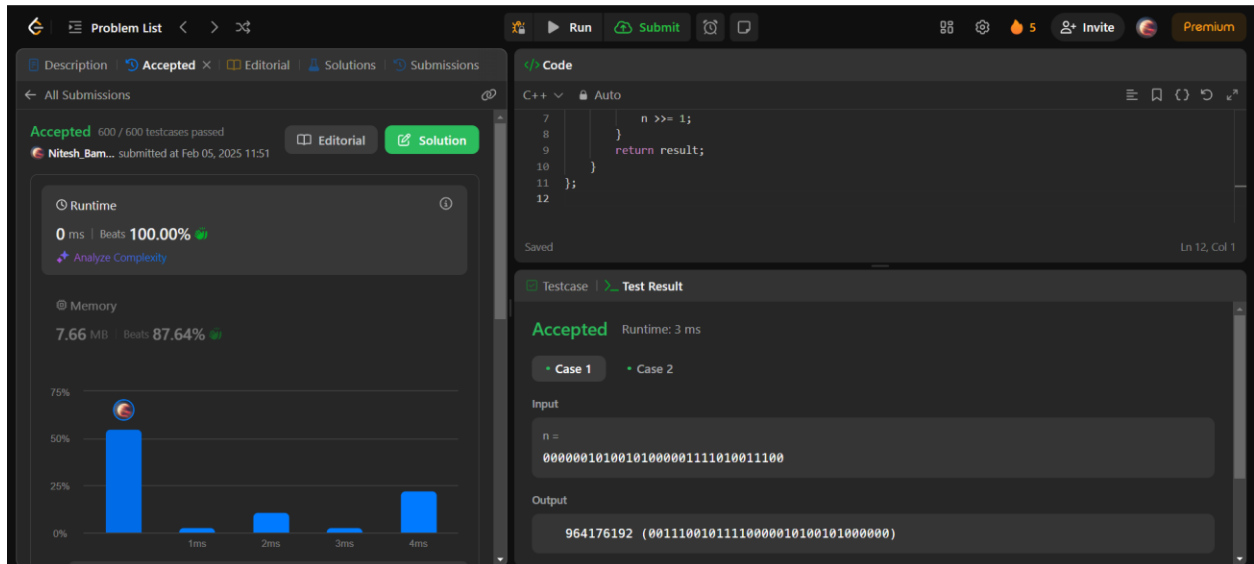 Problem List
Run
Submit
5
Invite
Premium
Description
Accepted
Editorial
Solutions
Submissions
All Submissions
Accepted 600 / 600 testcases passed
Nitesh_Bam... submitted at Feb 05, 2025 11:51
Editorial
Solution
Runtime
0 ms | Beats 100.00%
Analyze Complexity
Memory
7.66 MB | Beats 87.64%
75%
50%
25%
0%
1ms
2ms
3ms
4ms
</> Code
C++
Auto
7 n >>= 1;
8 }
9 return result;
10 }
11 };
12
Saved
Ln 12, Col 1
Testcase
>_ Test Result
Accepted Runtime: 3 ms
• Case 1
• Case 2
Input
n =
00000010100101000001111010011100
Output
964176192 (00111001011110000010100101000000)